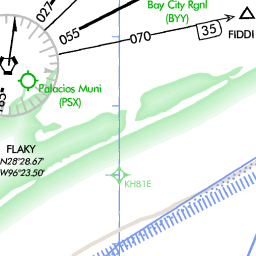 Bay City Rgnl
(BYY)
027
055
070
35
FIDDI
Palacios Muni
(PSX)
FLAKY
N28°28.67'
W96°23.50'
KHB1E